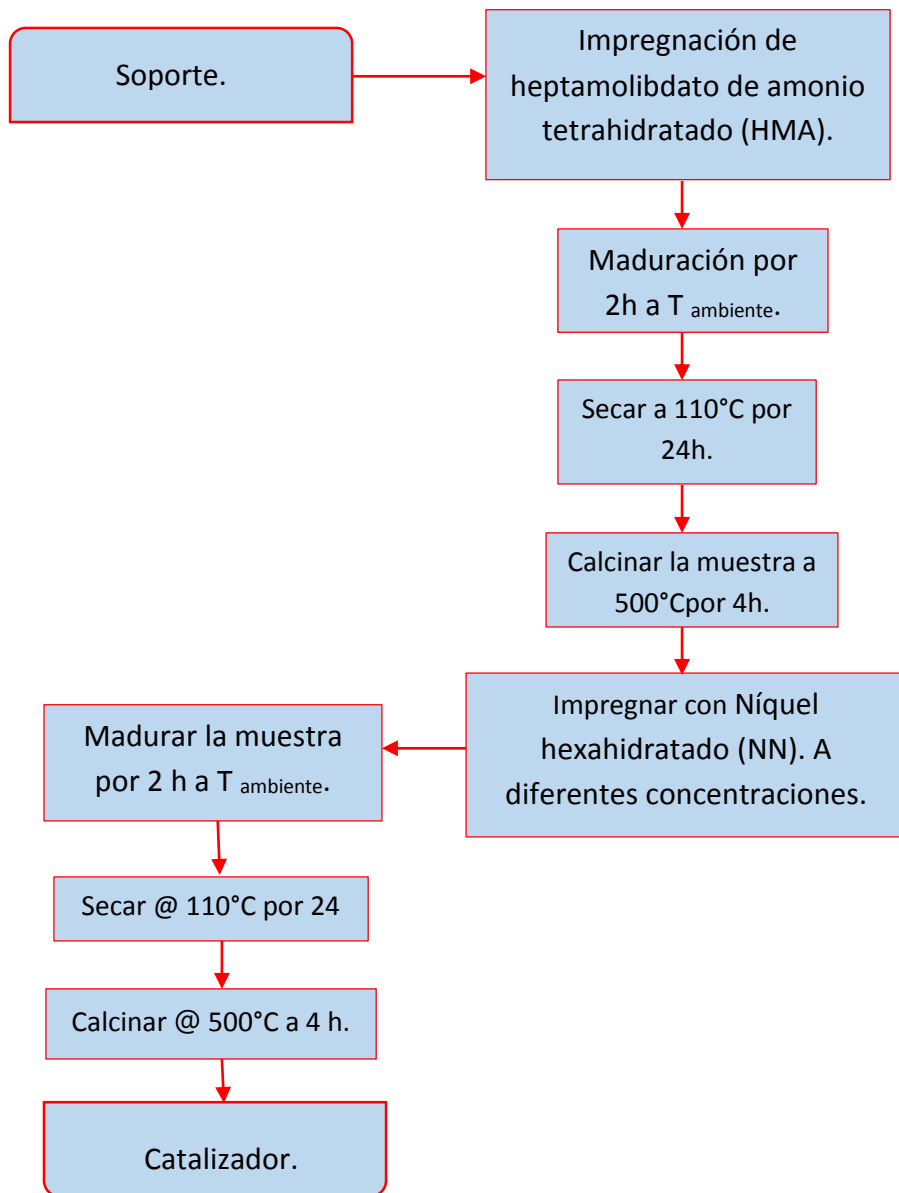 Soporte.
Impregnación de
heptamolibdato de amonio
tetrahidratado (HMA).
Maduración por
2h a T ambiente.
Secar a 110°C por
24h.
Calcinar la muestra a
500°Cpor 4h.
Impregnar con Níquel
hexahidratado (NN). A
diferentes concentraciones.
Madurar la muestra
por 2 h a T ambiente.
Secar @ 110°C por 24
Calcinar @ 500°C a 4 h.
Catalizador.